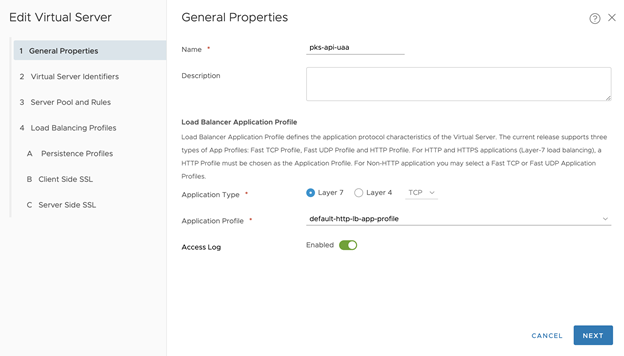 Edit Virtual Server
1 General Properties
2 Virtual Server Identifiers
3 Server Pool and Rules
4 Load Balancing Profiles
A Persistence Profiles
B Client Side SSL
C Server Side SSL
General Properties
Name * pks-api-uaa
Description
Load Balancer Application Profile
Load Balancer Application Profile defines the application protocol characteristics of the Virtual Server. The current release supports three
types of App Profiles: Fast TCP Profile, Fast UDP Profile and HTTP Profile. For HTTP and HTTPS applications (Layer-7 load balancing), a
HTTP Profile must be chosen as the Application Profile. For Non-HTTP application you may select a Fast TCP or Fast UDP Application
Profiles.
Application Type * Layer 7 Layer 4 TCP
Application Profile * default-http-lb-app-profile
Access Log Enabled
CANCEL NEXT